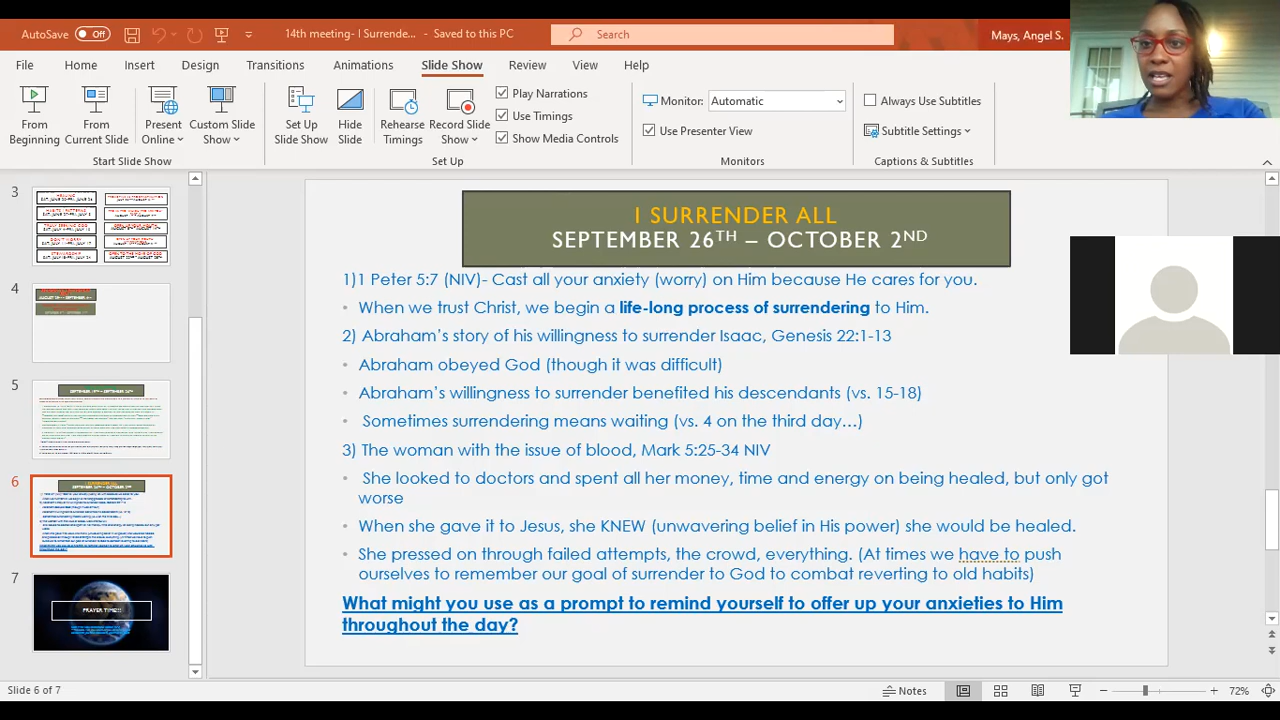 AutoSave Off 14th meeting- I Surrende... - Saved to this PC Search Mays, Angel S.
File Home Insert Design Transitions Animations Slide Show Review View Help
From Beginning
From Current Slide
Present Online
Custom Slide Show
Start Slide Show
Set Up Slide Show
Hide Slide
Rehearse Timings
Record Slide Show
Play Narrations
Use Timings
Show Media Controls
Set Up
Monitor: Automatic
Use Presenter View
Monitors
Always Use Subtitles
Subtitle Settings
Captions & Subtitles
3
4
5
6
7
PRAYER TIME!!!
I SURRENDER ALL
SEPTEMBER 26TH – OCTOBER 2ND
1)1 Peter 5:7 (NIV)- Cast all your anxiety (worry) on Him because He cares for you.
• When we trust Christ, we begin a life-long process of surrendering to Him.
2) Abraham's story of his willingness to surrender Isaac, Genesis 22:1-13
• Abraham obeyed God (though it was difficult)
• Abraham's willingness to surrender benefited his descendants (vs. 15-18)
• Sometimes surrendering means waiting (vs. 4 on the third day…)
3) The woman with the issue of blood, Mark 5:25-34 NIV
• She looked to doctors and spent all her money, time and energy on being healed, but only got
worse
• When she gave it to Jesus, she KNEW (unwavering belief in His power) she would be healed.
• She pressed on through failed attempts, the crowd, everything. (At times we have to push
ourselves to remember our goal of surrender to God to combat reverting to old habits)
What might you use as a prompt to remind yourself to offer up your anxieties to Him
throughout the day?
Slide 6 of 7 Notes 72%